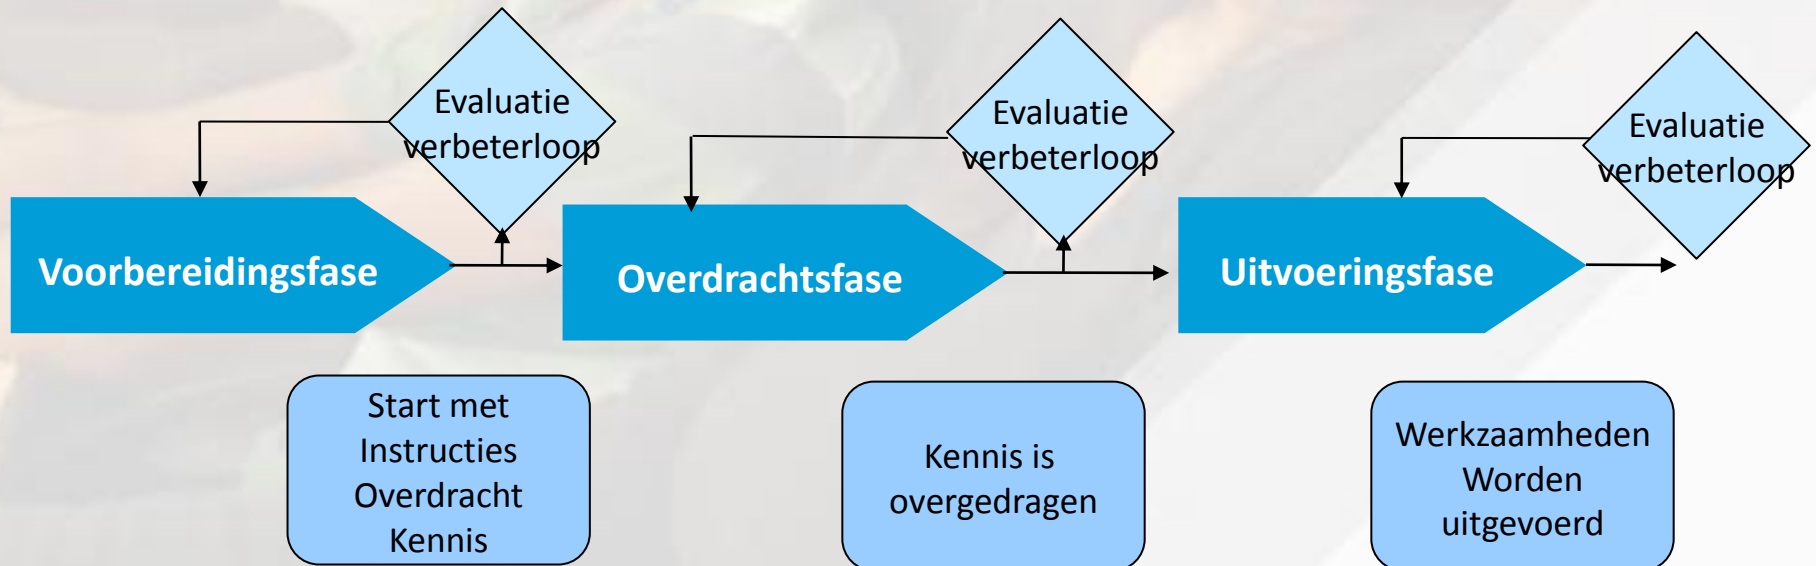 Evaluatie
verbeterloop
Evaluatie
verbeterloop
Evaluatie
verbeterloop
Voorbereidingsfase
Overdrachtsfase
Uitvoeringsfase
Start met
Instructies
Overdracht
Kennis
Kennis is
overgedragen
Werkzaamheden
Worden
uitgevoerd